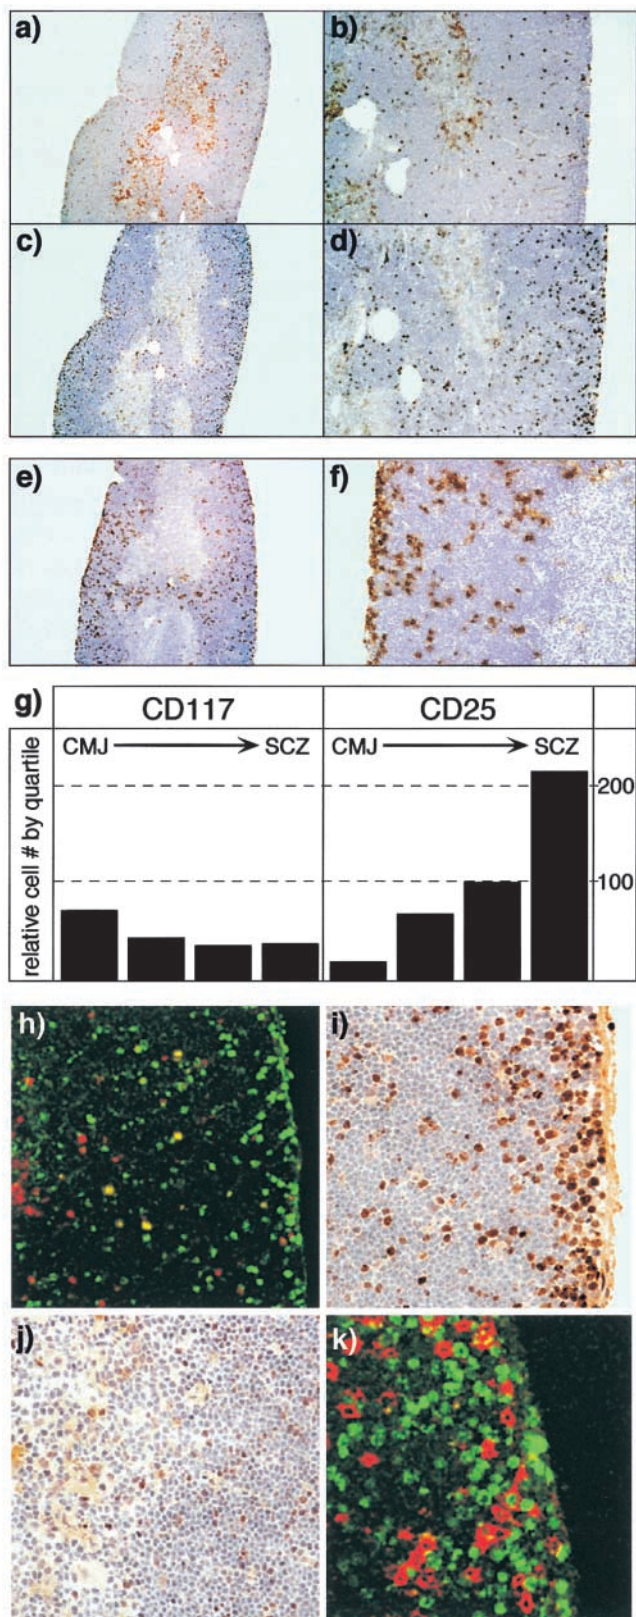 a) b)
c) d)
e) f)
g) CD117 CD25
CMJ SCZ CMJ SCZ
relative cell # by quartile
200
100
h) i)
j) k)